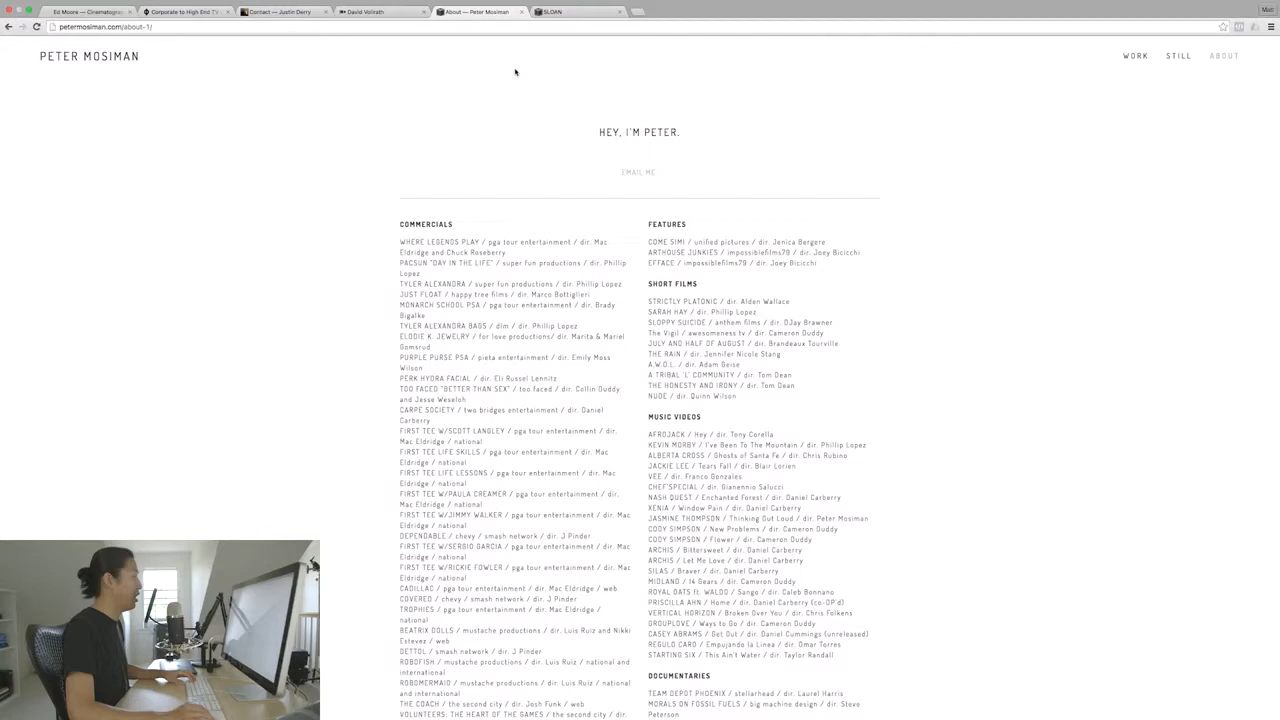 Ed Moore — Cinematograp
Corporate to High End TV
Contact — Justin Derry
David Vollrath
About — Peter Mosiman
SLOAN
Matt
petermosiman.com/about-1/
PETER MOSIMAN
WORK
STILL
ABOUT
HEY, I'M PETER.
EMAIL ME
COMMERCIALS
WHERE LEGENDS PLAY / pga tour entertainment / dir. Mac
Eldridge and Chuck Roseberry
PACSUN "DAY IN THE LIFE" / super fun productions / dir. Phillip
Lopez
TYLER ALEXANDRA / super fun productions / dir. Phillip Lopez
JUST FLOAT / happy tree films / dir. Marco Bottiglieri
MONARCH SCHOOL PSA / pga tour entertainment / dir. Brady
Bigalke
TYLER ALEXANDRA BAGS / dlm / dir. Phillip Lopez
ELODIE K. JEWELRY / for love productions/ dir. Marita & Mariel
Gomsrud
PURPLE PURSE PSA / pieta entertainment / dir. Emily Moss
Wilson
PERK HYDRA FACIAL / dir. Eli Russel Lennitz
TOO FACED "BETTER THAN SEX" / too faced / dir. Collin Duddy
and Jesse Weseloh
CARPE SOCIETY / two bridges entertainment / dir. Daniel
Carberry
FIRST TEE W/SCOTT LANGLEY / pga tour entertainment / dir.
Mac Eldridge / national
FIRST TEE LIFE SKILLS / pga tour entertainment / dir. Mac
Eldridge / national
FIRST TEE LIFE LESSONS / pga tour entertainment / dir. Mac
Eldridge / national
FIRST TEE W/PAULA CREAMER / pga tour entertainment / dir.
Mac Eldridge / national
FIRST TEE W/JIMMY WALKER / pga tour entertainment / dir. Mac
Eldridge / national
DEPENDABLE / chevy / smash network / dir. J Pinder
FIRST TEE W/SERGIO GARCIA / pga tour entertainment / dir. Mac
Eldridge / national
FIRST TEE W/RICKIE FOWLER / pga tour entertainment / dir. Mac
Eldridge / national
CADILLAC / pga tour entertainment / dir. Mac Eldridge / web
COVERED / chevy / smash network / dir. J Pinder
TROPHIES / pga tour entertainment / dir. Mac Eldridge /
national
BEATRIX DOLLS / mustache productions / dir. Luis Ruiz and Nikki
Estevez / web
DETTOL / smash network / dir. J Pinder
ROBOFISH / mustache productions / dir. Luis Ruiz / national and
international
ROBOMERMAID / mustache productions / dir. Luis Ruiz / national
and international
THE COACH / the second city / dir. Josh Funk / web
VOLUNTEERS: THE HEART OF THE GAMES / the second city / dir.
FEATURES
COME SIMI / unified pictures / dir. Jenica Bergere
ARTHOUSE JUNKIES / impossiblefilms79 / dir. Joey Bicicchi
EFFACE / impossiblefilms79 / dir. Joey Bicicchi
SHORT FILMS
STRICTLY PLATONIC / dir. Alden Wallace
SARAH HAY / dir. Phillip Lopez
SLOPPY SUICIDE / anthem films / dir. DJay Brawner
The Vigil / awesomeness tv / dir. Cameron Duddy
JULY AND HALF OF AUGUST / dir. Brandeaux Tourville
THE RAIN / dir. Jennifer Nicole Stang
A.W.O.L. / dir. Adam Geise
A TRIBAL 'L' COMMUNITY / dir. Tom Dean
THE HONESTY AND IRONY / dir. Tom Dean
NUDE / dir. Quinn Wilson
MUSIC VIDEOS
AFROJACK / Hey / dir. Tony Corella
KEVIN MORBY / I've Been To The Mountain / dir. Phillip Lopez
ALBERTA CROSS / Ghosts of Santa Fe / dir. Chris Rubino
JACKIE LEE / Tears Fall / dir. Blair Lorien
VEE / dir. Franco Gonzales
CHEF'SPECIAL / dir. Gianennio Salucci
NASH QUEST / Enchanted Forest / dir. Daniel Carberry
XENIA / Window Pain / dir. Daniel Carberry
JASMINE THOMPSON / Thinking Out Loud / dir. Peter Mosiman
CODY SIMPSON / New Problems / dir. Cameron Duddy
CODY SIMPSON / Flower / dir. Cameron Duddy
ARCHIS / Bittersweet / dir. Daniel Carberry
ARCHIS / Let Me Love / dir. Daniel Carberry
SILAS / Braver / dir. Daniel Carberry
MIDLAND / 14 Gears / dir. Cameron Duddy
ROYAL DATS ft. WALDO / Sango / dir. Caleb Bonnano
PRISCILLA AHN / Home / dir. Daniel Carberry (co-DP'd)
VERTICAL HORIZON / Broken Over You / dir. Chris Folkens
GROUPLOVE / Ways to Go / dir. Cameron Duddy
CASEY ABRAMS / Get Out / dir. Daniel Cummings (unreleased)
REGULO CARO / Empujando la Linea / dir. Omar Torres
STARTING SIX / This Ain't Water / dir. Taylor Randall
DOCUMENTARIES
TEAM DEPOT PHOENIX / stellarhead / dir. Laurel Harris
MORALS ON FOSSIL FUELS / big machine design / dir. Steve
Peterson